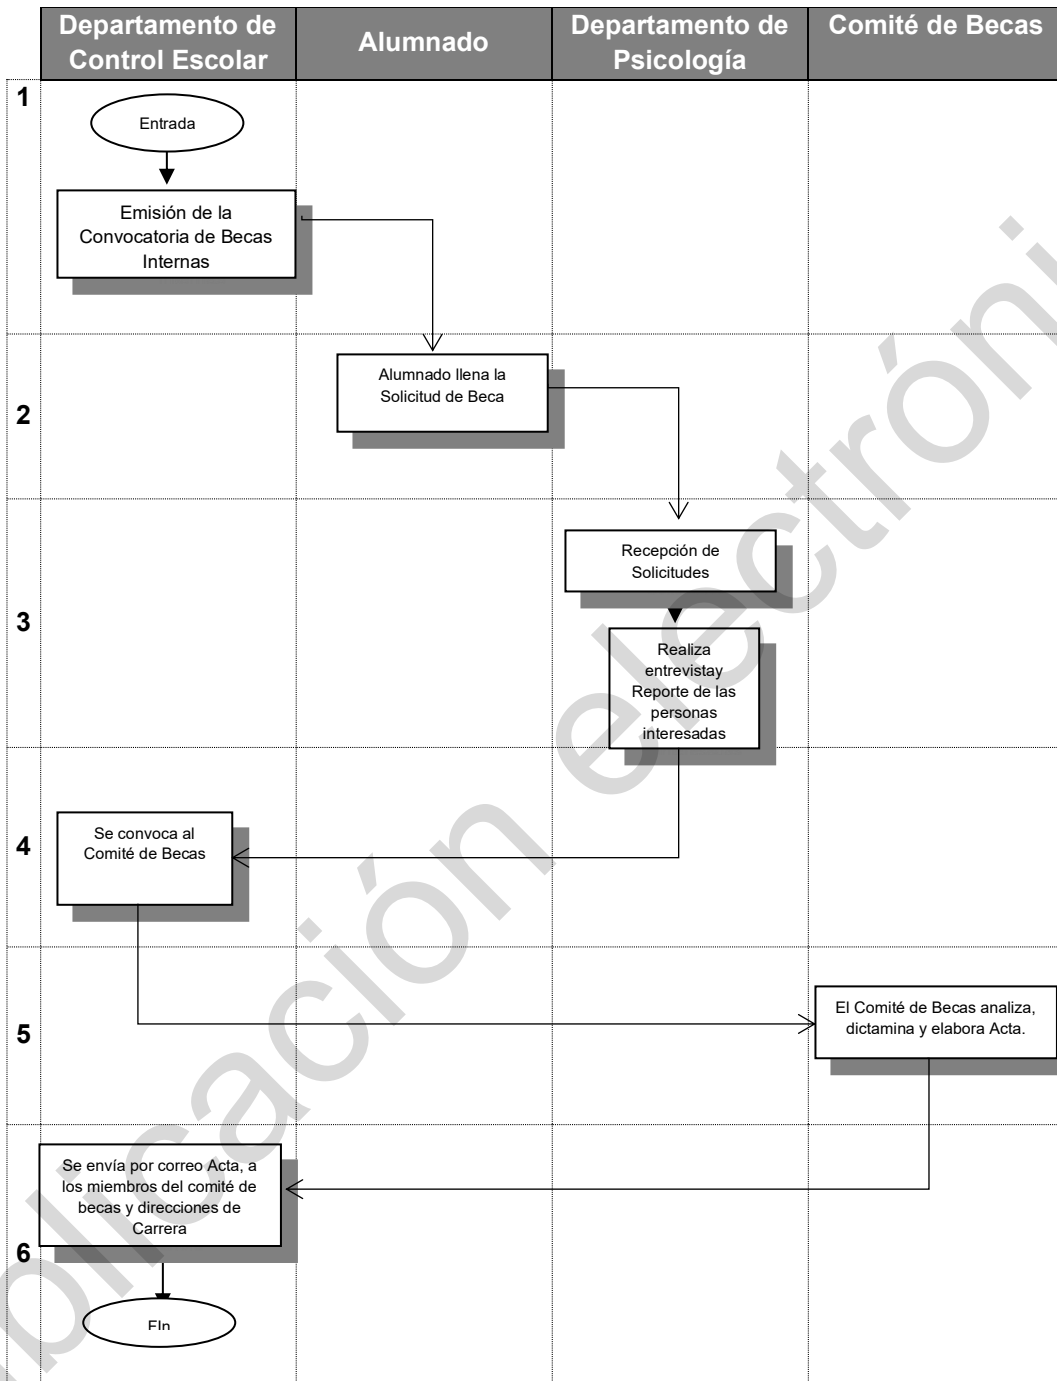 Departamento de
Control Escolar
Alumnado
Departamento de
Psicología
Comité de Becas
1
Entrada
Emisión de la
Convocatoria de Becas
Internas
2
Alumnado llena la
Solicitud de Beca
3
Recepción de
Solicitudes
Realiza
entrevistay
Reporte de las
personas
interesadas
4
Se convoca al
Comité de Becas
5
El Comité de Becas analiza,
dictamina y elabora Acta.
6
Se envía por correo Acta, a
los miembros del comité de
becas y direcciones de
Carrera
FIn
blicación electróni